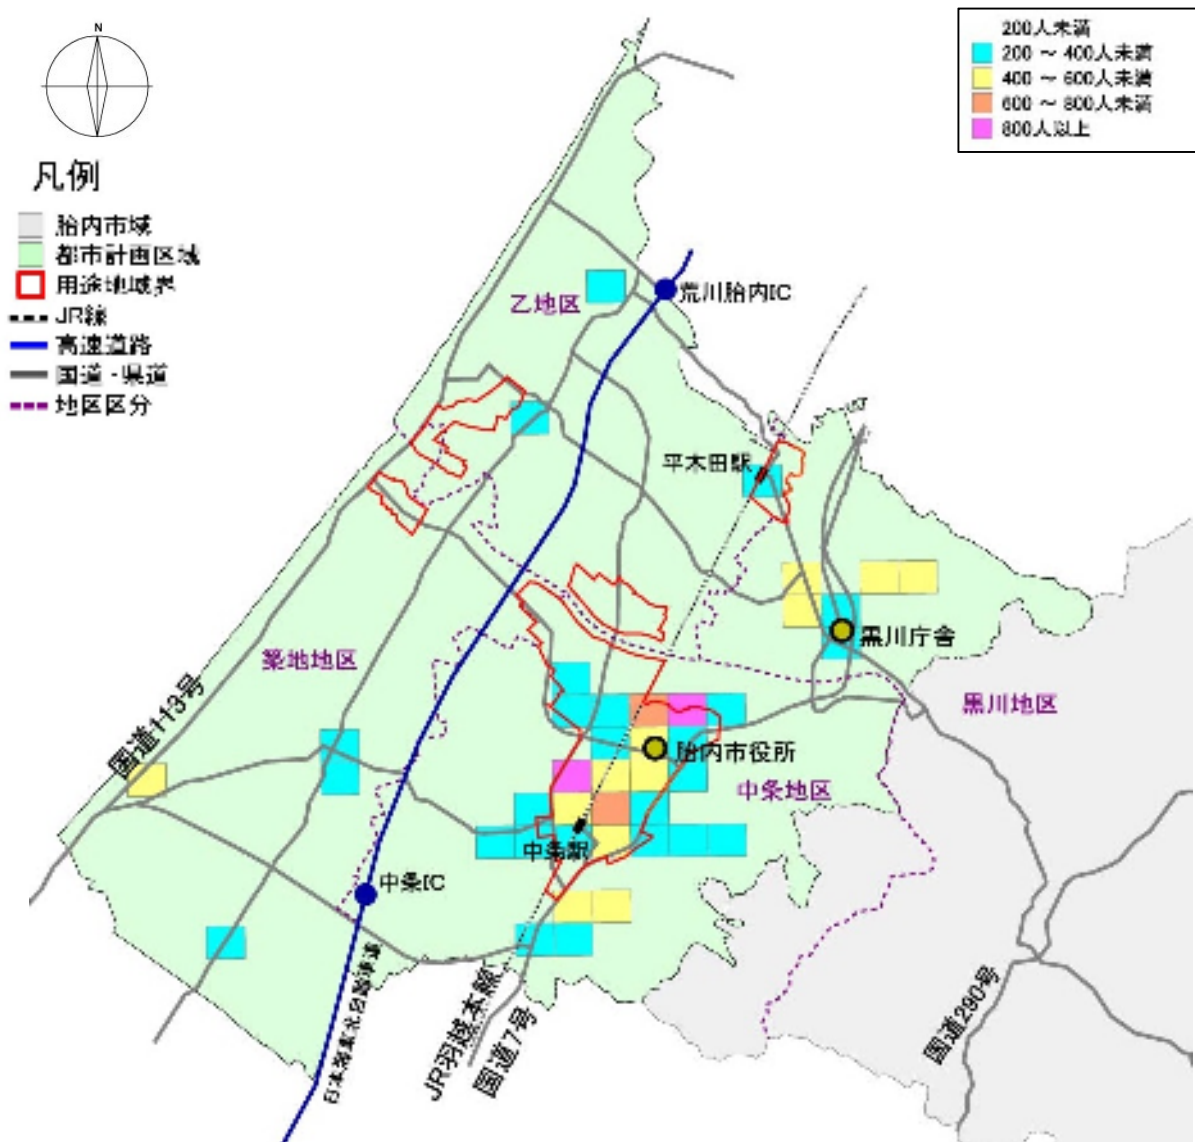 N
200人未満
200 ～ 400人未満
400 ～ 600人未満
600 ～ 800人未満
800人以上
凡例
胎内市域
都市計画区域
用途地域界
JR線
高速道路
国道・県道
地区区分
乙地区
荒川胎内IC
平木田駅
黒川庁舎
築地地区
黒川地区
国道113号
胎内市役所
中条地区
中条駅
中条IC
日本海東北自動車道
JR羽越本線
国道7号
国道290号